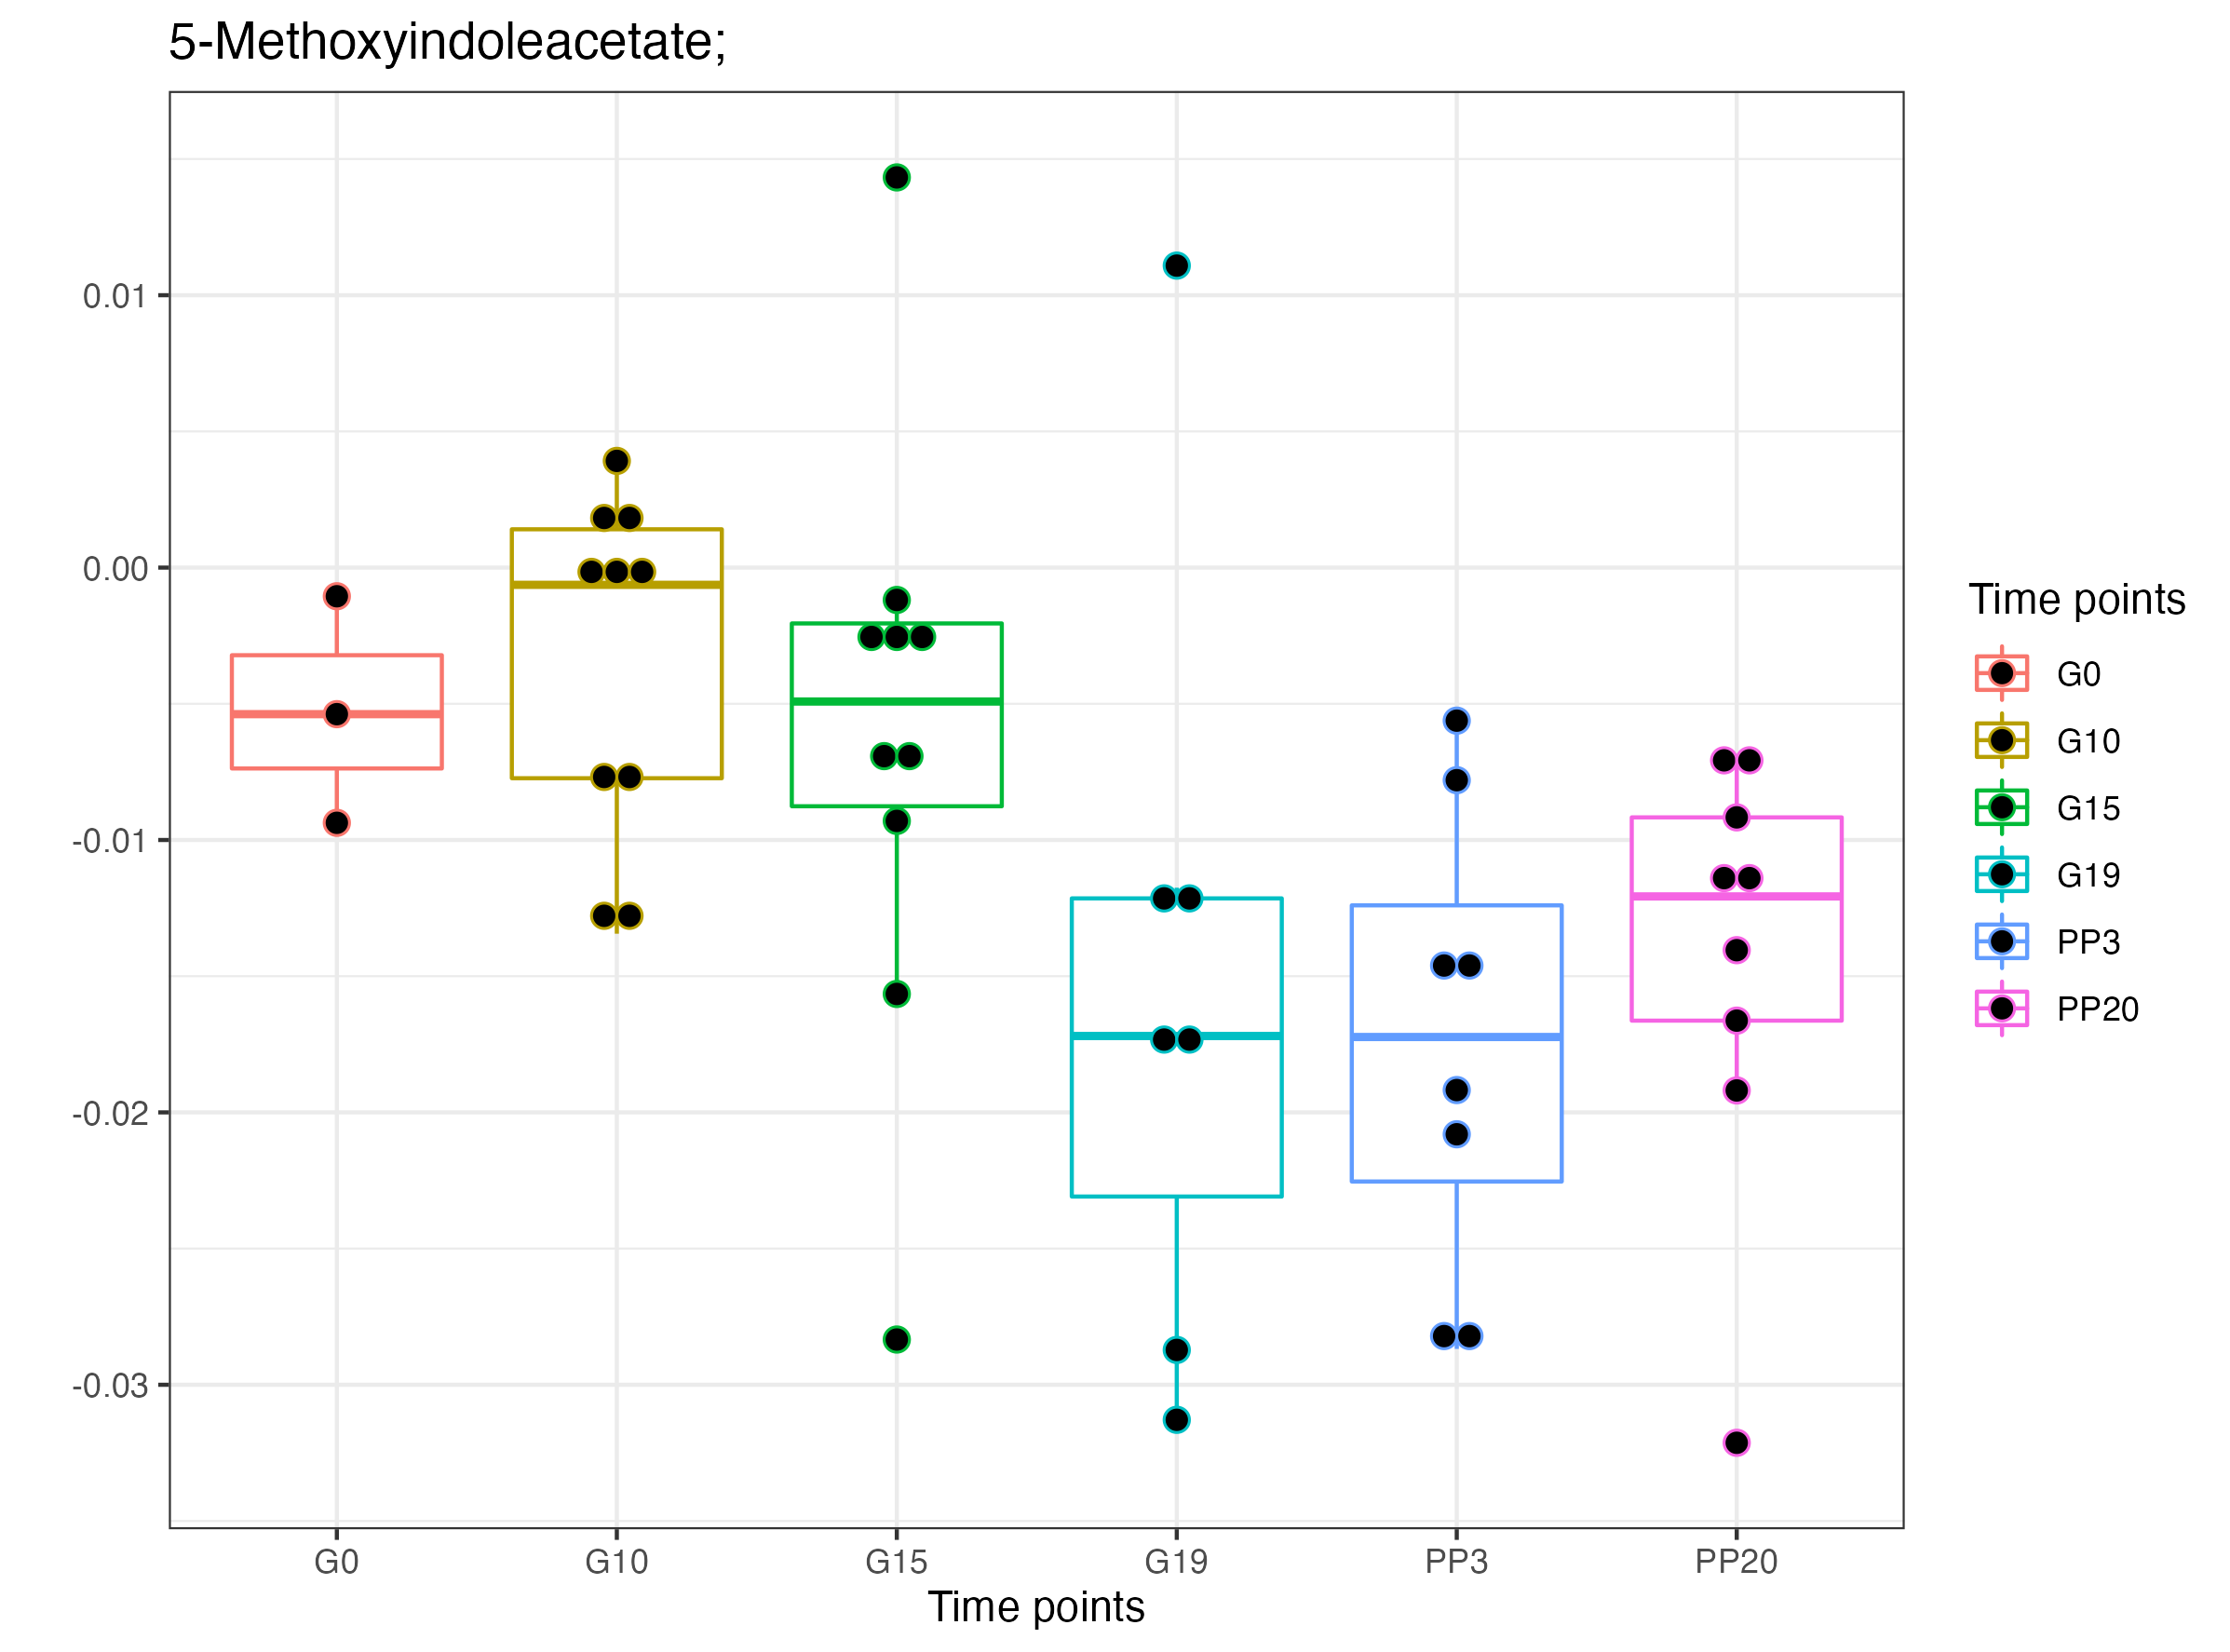 5-Methoxyindoleacetate;
0.01
0.00
-0.01
-0.02
-0.03
G0 G10 G15 G19 PP3 PP20
Time points
Time points
G0
G10
G15
G19
PP3
PP20